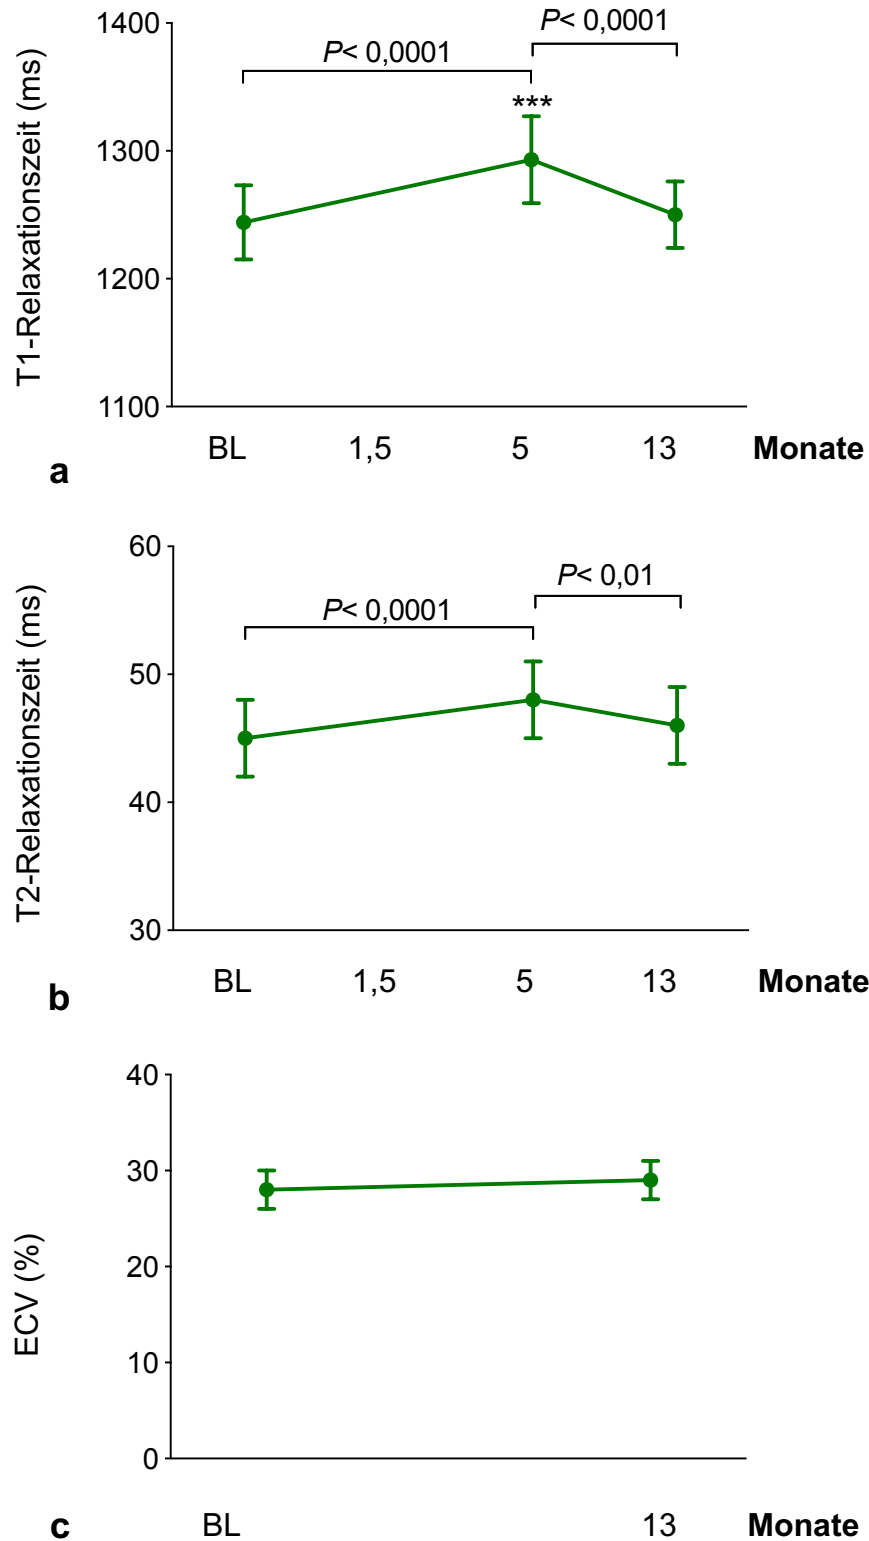 1400
P< 0,0001
P< 0,0001
***
1300
1200
1100
T1-Relaxationszeit (ms)
BL 1,5 5 13 Monate
a
60
P< 0,01
P< 0,0001
50
40
30
T2-Relaxationszeit (ms)
BL 1,5 5 13 Monate
b
40
30
20
10
0
ECV (%)
c BL 13 Monate